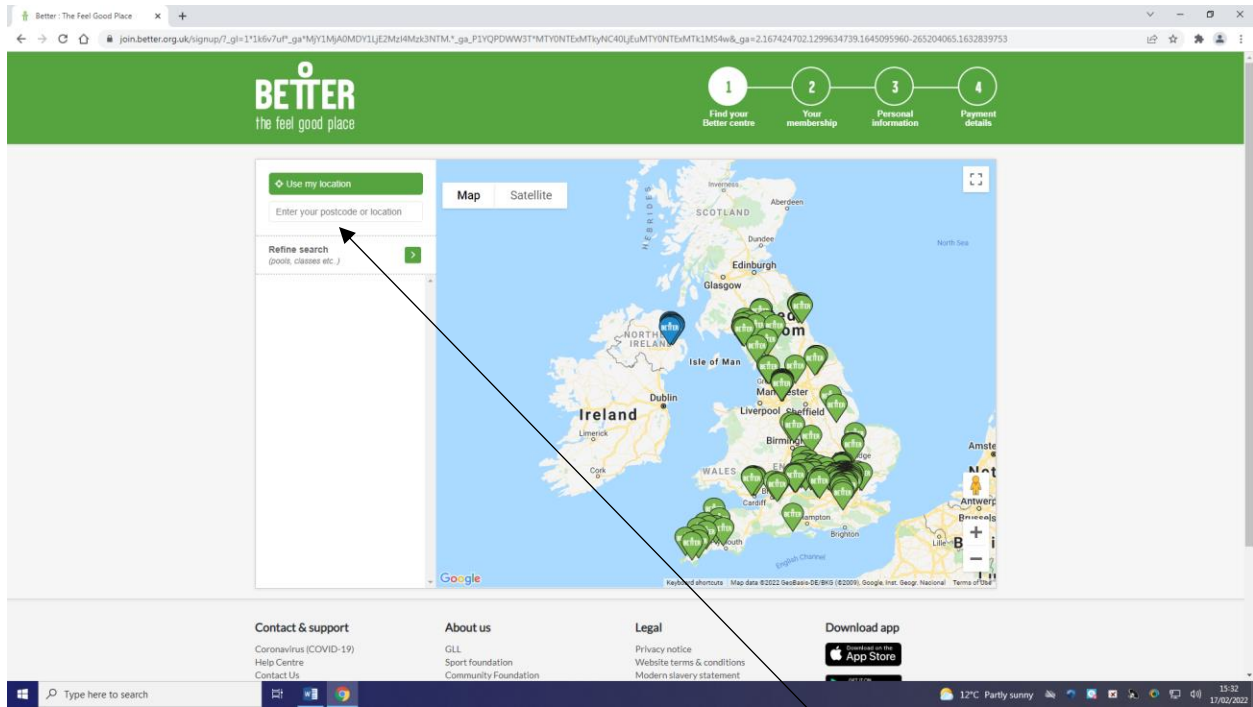 Better : The Feel Good Place
join.better.org.uk/signup/?_gl=1*1k6v7uf*_ga*MjY1MjA0MDY1LjE2MzI4Mzk3NTM.*_ga_P1YQPDWW3T*MTY0NTExMTkyNC40LjEuMTY0NTExMTk1MS4w&_ga=2.167424702.1299634739.1645095960-265204065.1632839753
BETTER
the feel good place
1 2 3 4
Find your Better centre
Your membership
Personal information
Payment details
Use my location
Enter your postcode or location
Refine search
(pools, classes etc..)
Map Satellite
Inverness
Aberdeen
HEBRIDES
SCOTLAND
Dundee
North Sea
Edinburgh
Glasgow
NORTHERN IRELAND
Isle of Man
Dublin
Ireland
Liverpool
Sheffield
Limerick
Cork
WALES
Cardiff
Antwerp
Brussels
Brighton
Lille
English Channel
Google
Keyboard shortcuts Map data ©2022 GeoBasis-DE/BKG (©2009), Google, Inst. Geogr. Nacional Terms of Use
Contact & support About us Legal Download app
Coronavirus (COVID-19) GLL Privacy notice Download on the
Help Centre Sport foundation Website terms & conditions App Store
Contact Us Community Foundation Modern slavery statement
Type here to search
12°C Partly sunny
15:32
17/02/2022